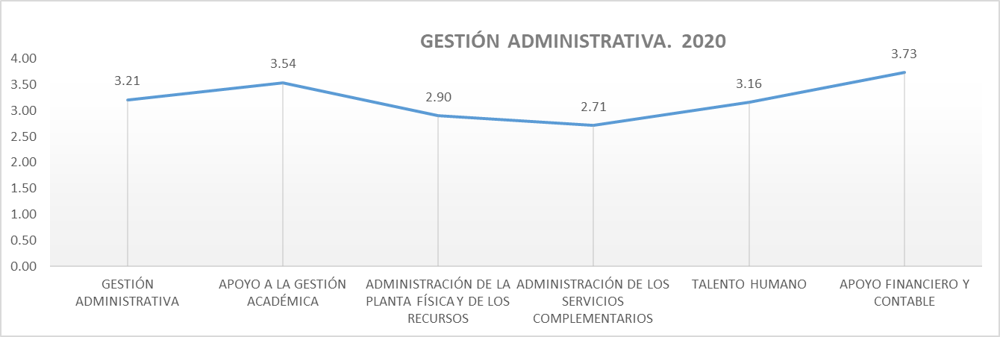 GESTIÓN ADMINISTRATIVA. 2020
4.00
3.50
3.00
2.50
2.00
1.50
1.00
0.50
0.00
3.21
3.54
2.90
2.71
3.16
3.73
GESTIÓN
ADMINISTRATIVA
APOYO A LA GESTIÓN
ACADÉMICA
ADMINISTRACIÓN DE LA
PLANTA FÍSICA Y DE LOS
RECURSOS
ADMINISTRACIÓN DE LOS
SERVICIOS
COMPLEMENTARIOS
TALENTO HUMANO
APOYO FINANCIERO Y
CONTABLE